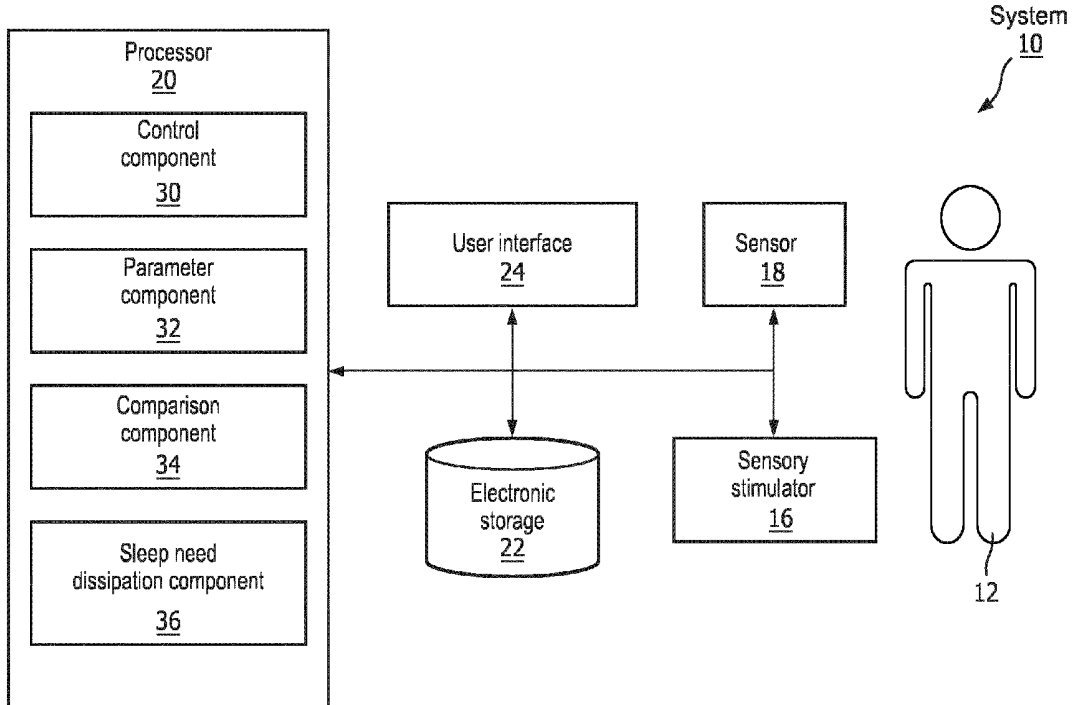 System
10
Processor
20
Control
component
30
Parameter
component
32
Comparison
component
34
Sleep need
dissipation component
36
User interface
24
Sensor
18
Electronic
storage
22
Sensory
stimulator
16
12